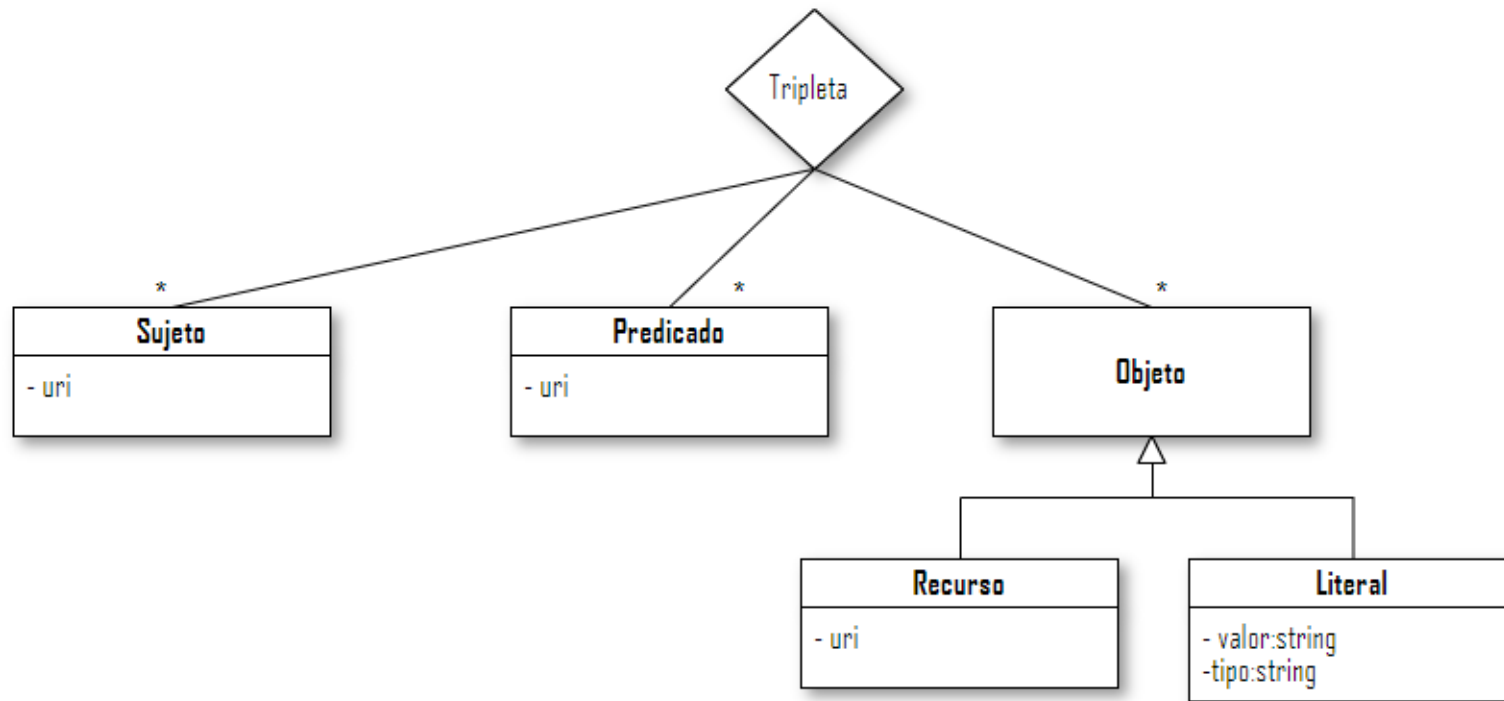 Tripleta
* * *
Sujeto
- uri
Predicado
- uri
Objeto
Recurso
- uri
Literal
- valor:string
-tipo:string